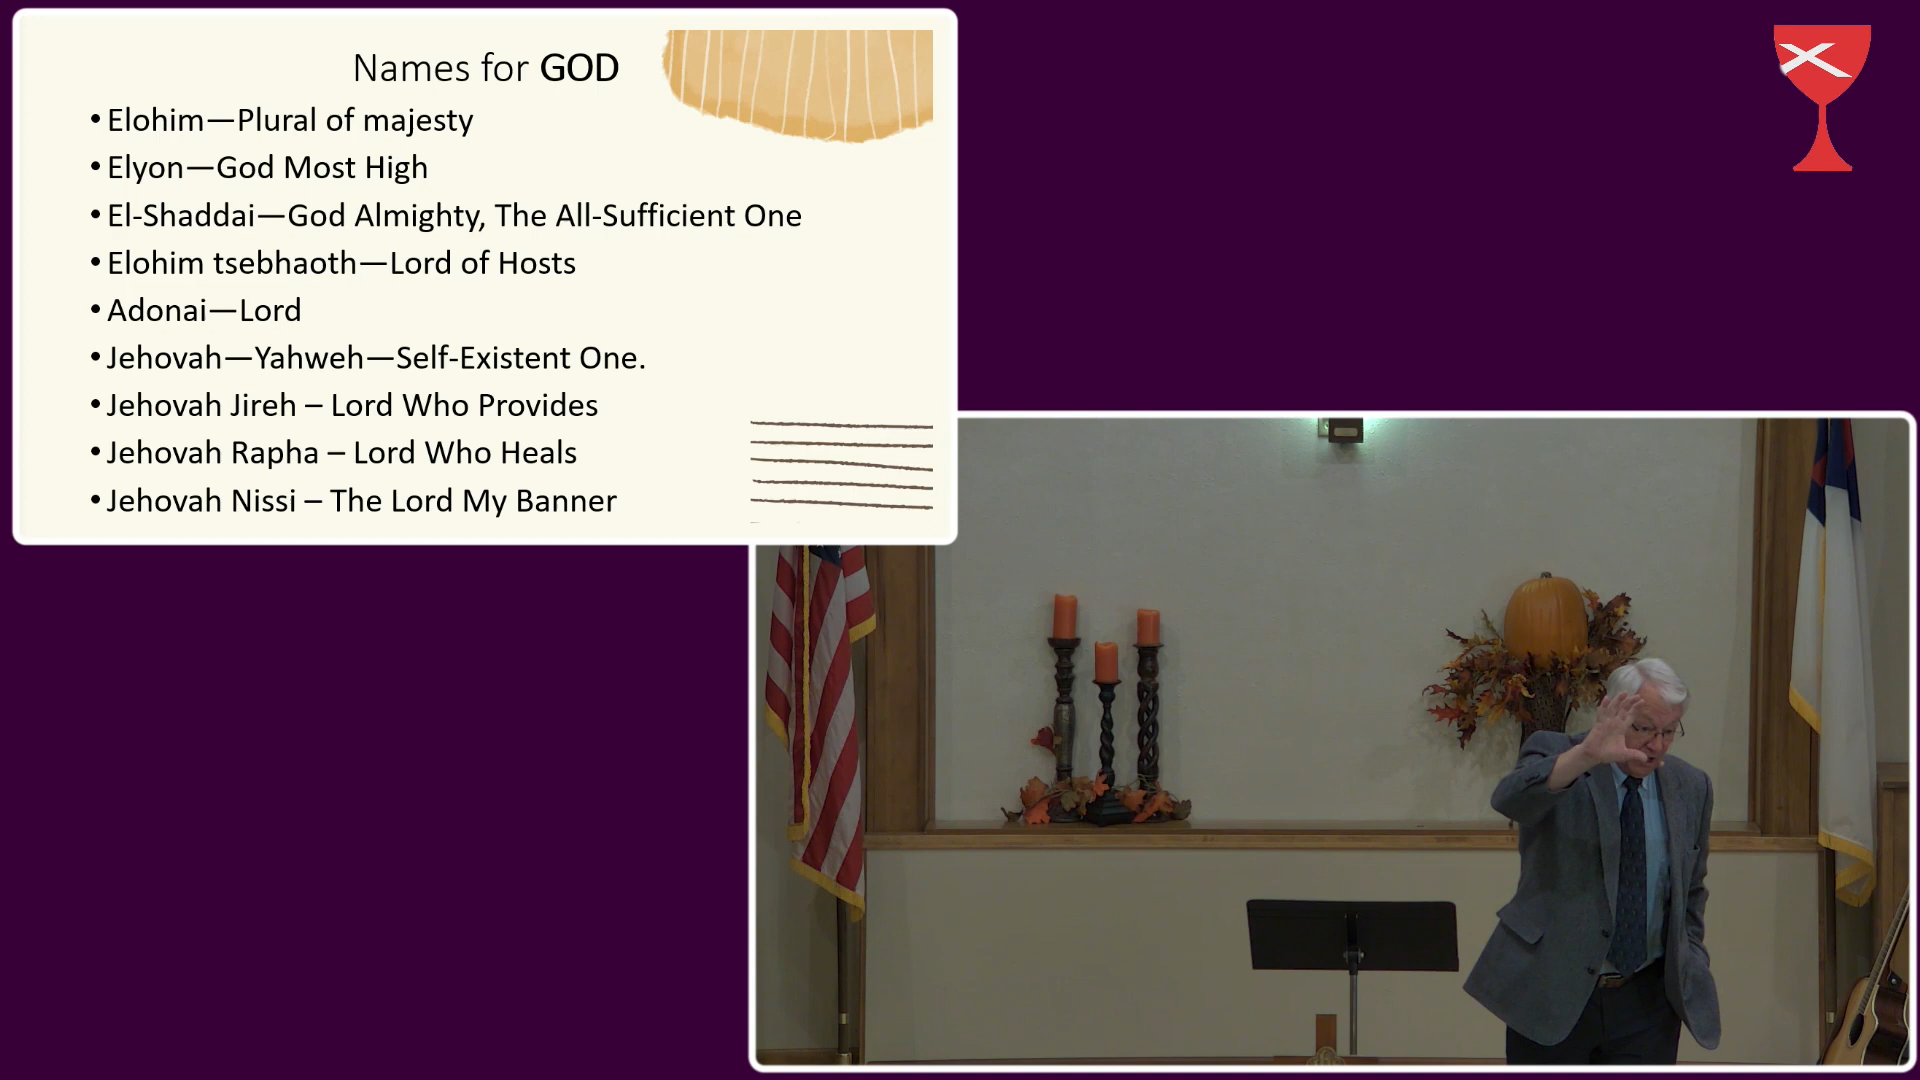 Names for GOD
• Elohim—Plural of majesty
• Elyon—God Most High
• El-Shaddai—God Almighty, The All-Sufficient One
• Elohim tsebhaoth—Lord of Hosts
• Adonai—Lord
• Jehovah—Yahweh—Self-Existent One.
• Jehovah Jireh – Lord Who Provides
• Jehovah Rapha – Lord Who Heals
• Jehovah Nissi – The Lord My Banner